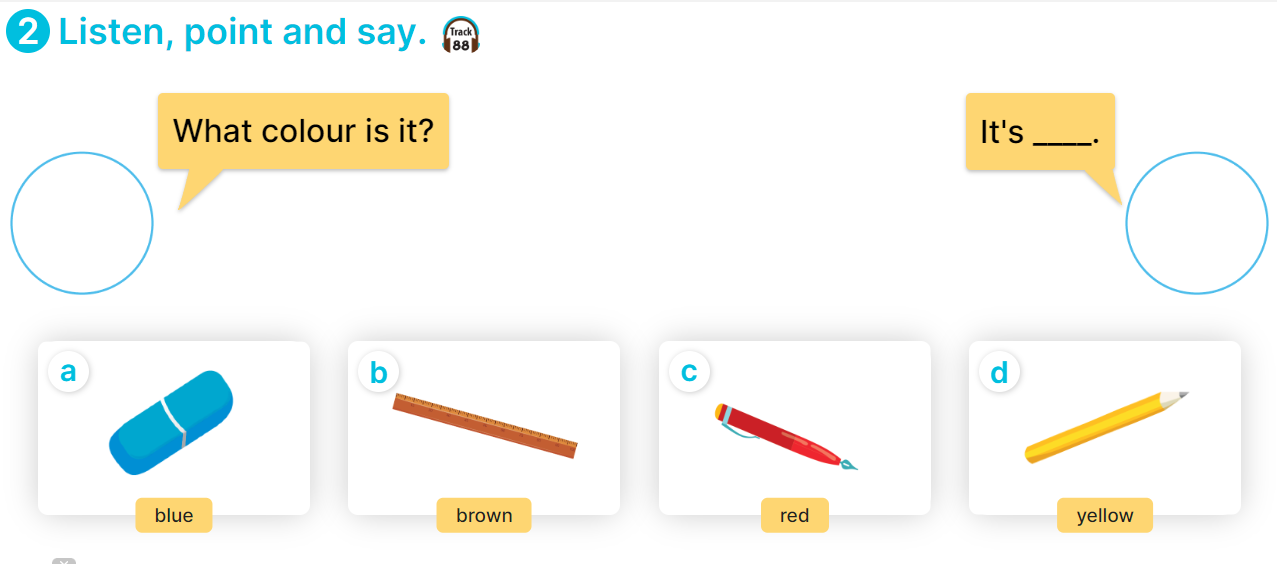 2 Listen, point and say. Track 88
What colour is it?
It's ____.
a
b
c
d
blue
brown
red
yellow